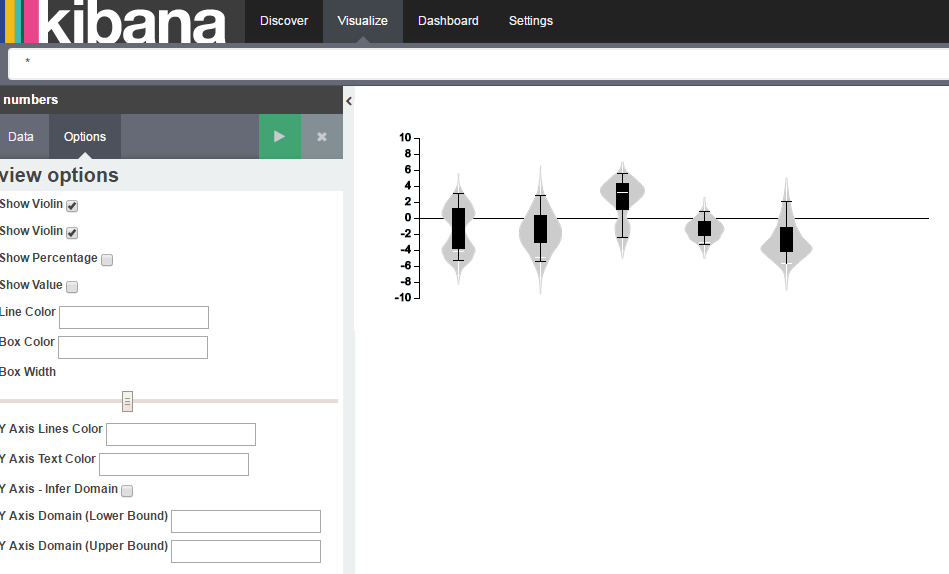 kibana Discover Visualize Dashboard Settings
*
numbers
Data Options
view options
Show Violin
Show Violin
Show Percentage
Show Value
Line Color
Box Color
Box Width
Y Axis Lines Color
Y Axis Text Color
Y Axis - Infer Domain
Y Axis Domain (Lower Bound)
Y Axis Domain (Upper Bound)
10
8
6
4
2
0
-2
-4
-6
-8
-10